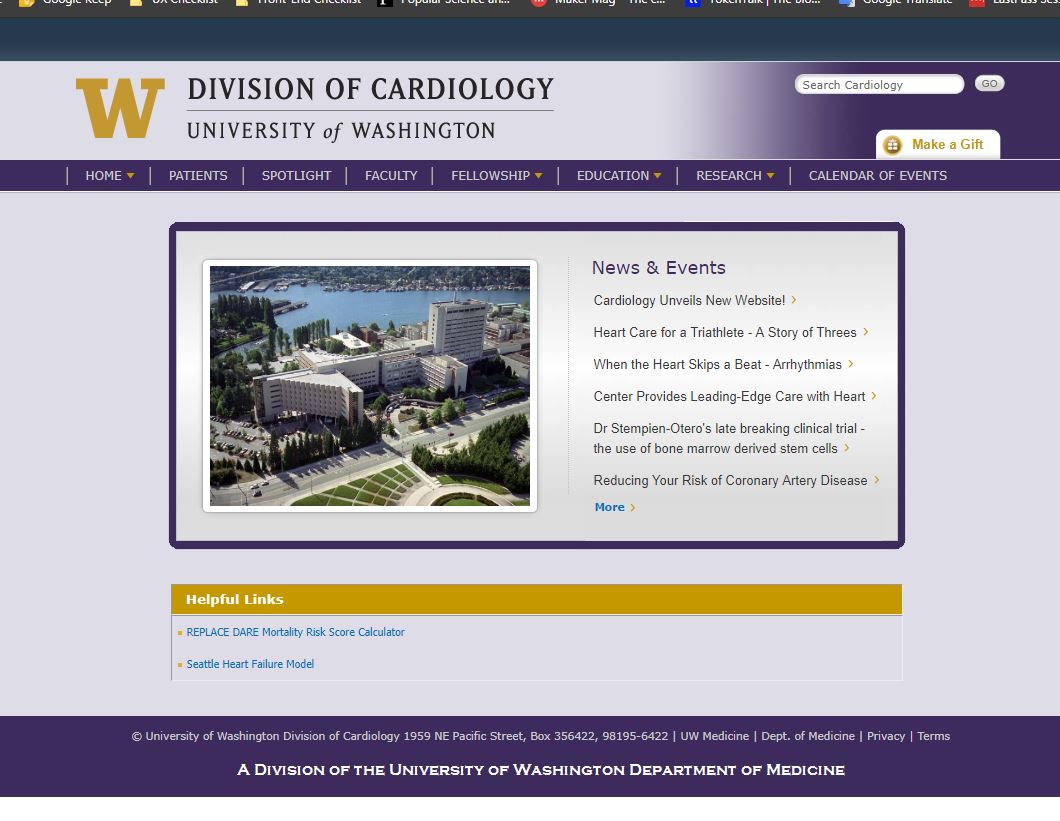 Google Keep UX Checklist Front-End Checklist Popular Science an... Maker Mag - The c... TokenTalk | The Blo... Google Translate LastPass Ses
W DIVISION OF CARDIOLOGY
UNIVERSITY of WASHINGTON
Search Cardiology GO
Make a Gift
HOME PATIENTS SPOTLIGHT FACULTY FELLOWSHIP EDUCATION RESEARCH CALENDAR OF EVENTS
News & Events
Cardiology Unveils New Website!
Heart Care for a Triathlete - A Story of Threes
When the Heart Skips a Beat - Arrhythmias
Center Provides Leading-Edge Care with Heart
Dr Stempien-Otero's late breaking clinical trial -
the use of bone marrow derived stem cells
Reducing Your Risk of Coronary Artery Disease
More
Helpful Links
REPLACE DARE Mortality Risk Score Calculator
Seattle Heart Failure Model
© University of Washington Division of Cardiology 1959 NE Pacific Street, Box 356422, 98195-6422 | UW Medicine | Dept. of Medicine | Privacy | Terms
A Division of the University of Washington Department of Medicine